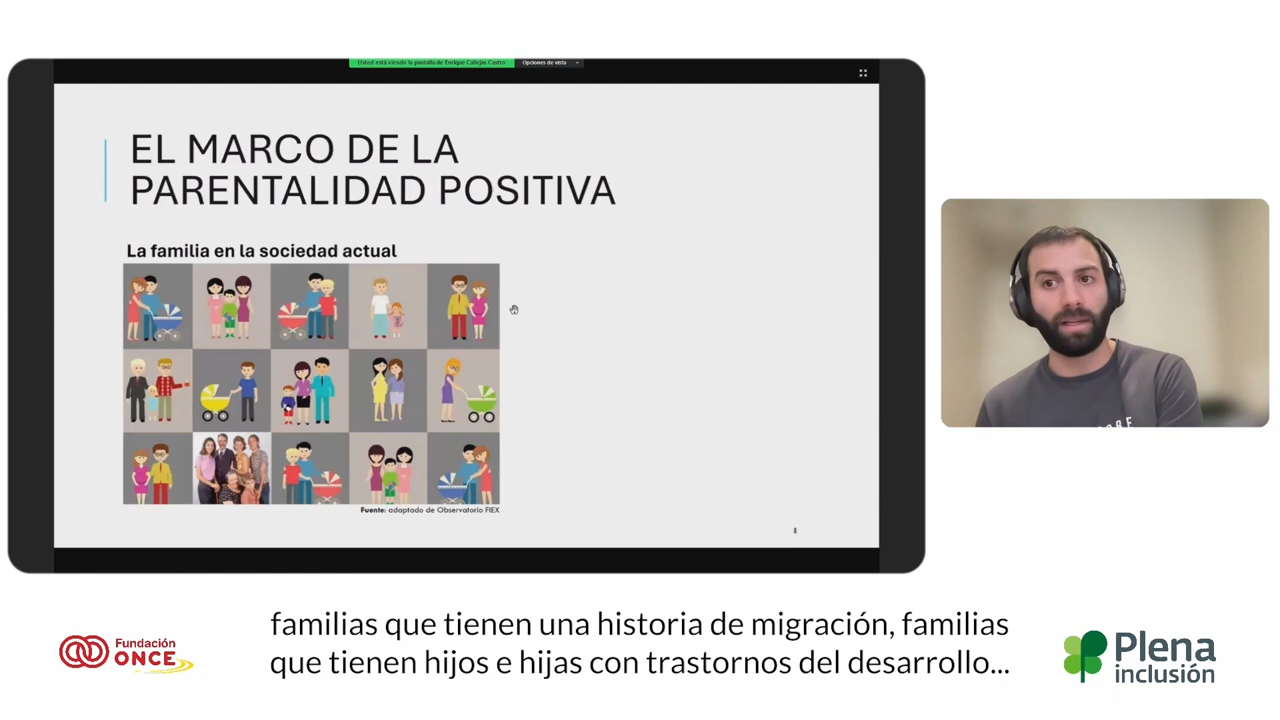 Usted está viendo la pantalla de Enrique Callejas Castro
Opciones de vista
EL MARCO DE LA
PARENTALIDAD POSITIVA
La familia en la sociedad actual
Fuente: adaptado de Observatorio FIEX
8
familias que tienen una historia de migración, familias
que tienen hijos e hijas con trastornos del desarrollo...
Fundación
ONCE
Plena
inclusión